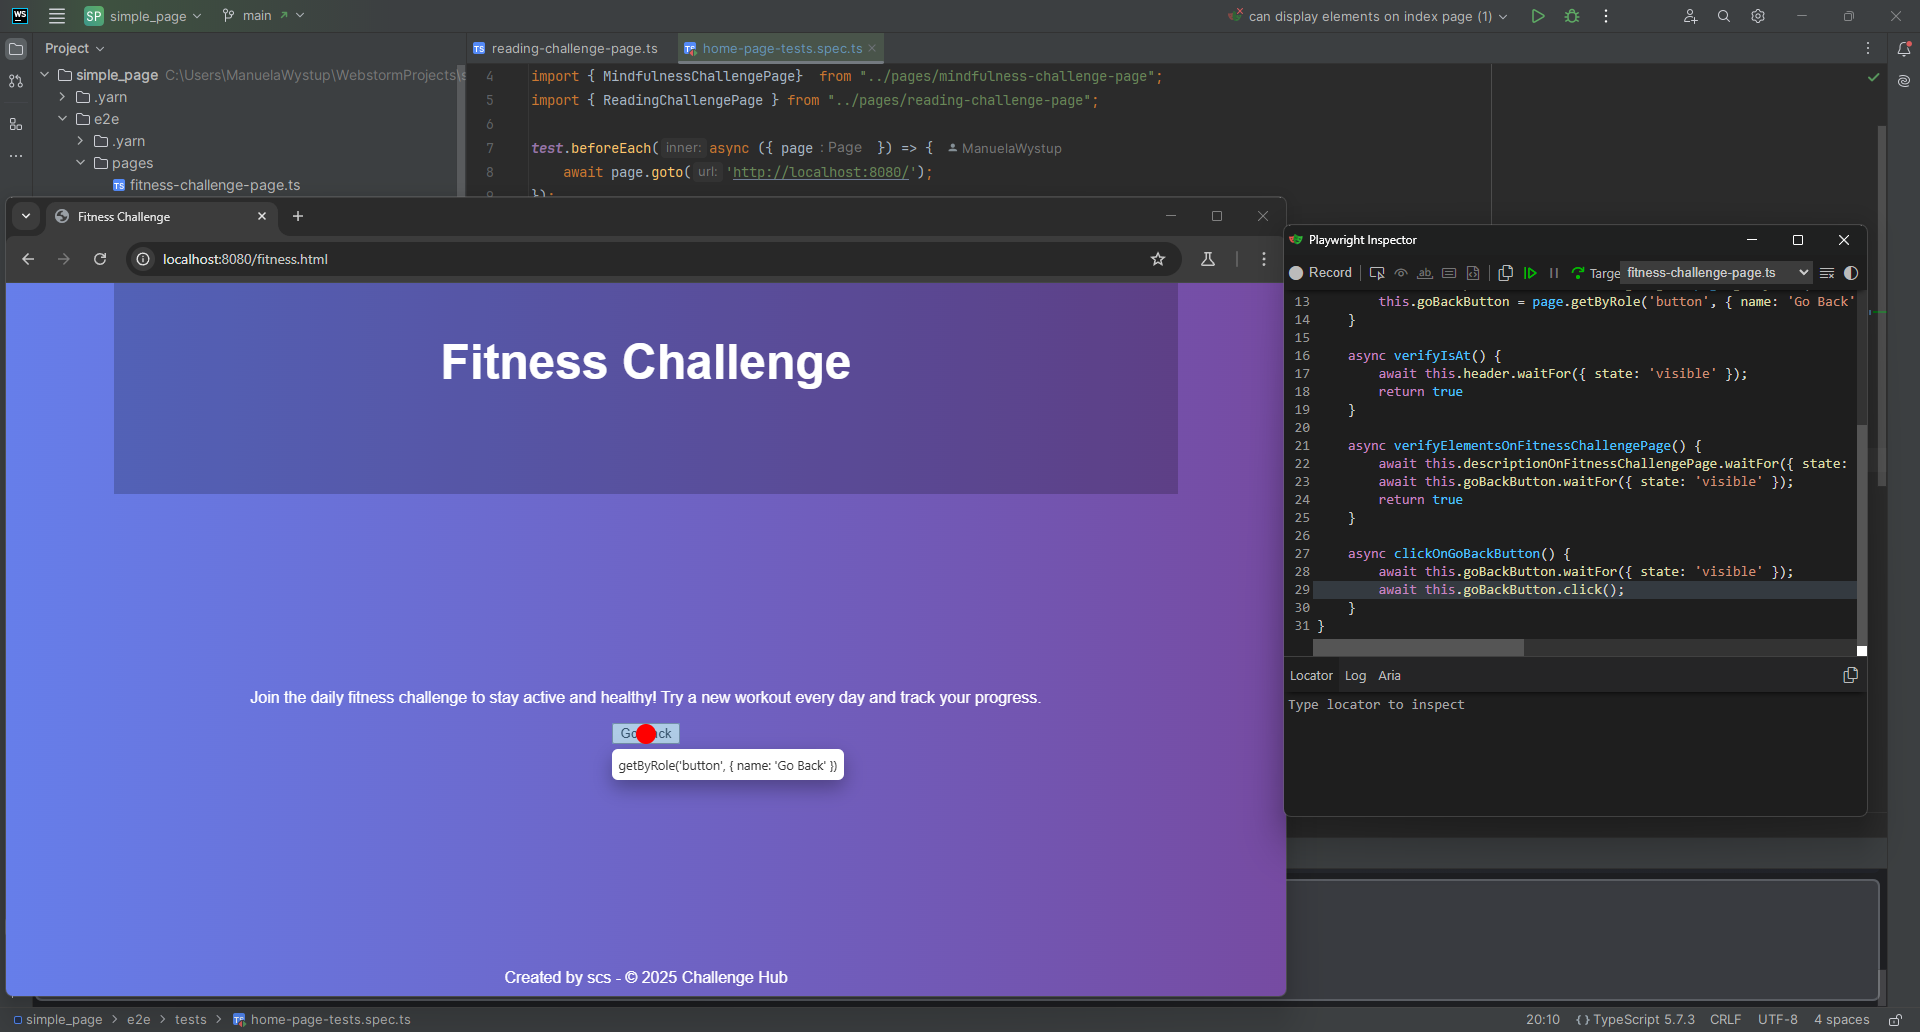 WS
SP simple_page
main
can display elements on index page (1)
Project
reading-challenge-page.ts
home-page-tests.spec.ts
simple_page C:\Users\ManuelaWystup\WebstormProjects\s
.yarn
e2e
.yarn
pages
fitness-challenge-page.ts
4 import { MindfulnessChallengePage} from "../pages/mindfulness-challenge-page";
5 import { ReadingChallengePage } from "../pages/reading-challenge-page";
6
7 test.beforeEach( inner: async ({ page : Page }) => { ManuelaWystup
8 await page.goto( url: 'http://localhost:8080/');
9 });
Fitness Challenge
localhost:8080/fitness.html
Fitness Challenge
Join the daily fitness challenge to stay active and healthy! Try a new workout every day and track your progress.
Go ck
getByRole('button', { name: 'Go Back' })
Created by scs - © 2025 Challenge Hub
Playwright Inspector
Record
Targe fitness-challenge-page.ts
13 this.goBackButton = page.getByRole('button', { name: 'Go Back'
14 }
15
16 async verifyIsAt() {
17 await this.header.waitFor({ state: 'visible' });
18 return true
19 }
20
21 async verifyElementsOnFitnessChallengePage() {
22 await this.descriptionOnFitnessChallengePage.waitFor({ state:
23 await this.goBackButton.waitFor({ state: 'visible' });
24 return true
25 }
26
27 async clickOnGoBackButton() {
28 await this.goBackButton.waitFor({ state: 'visible' });
29 await this.goBackButton.click();
30 }
31 }
Locator Log Aria
Type locator to inspect
simple_page > e2e > tests > home-page-tests.spec.ts
20:10 {} TypeScript 5.7.3 CRLF UTF-8 4 spaces